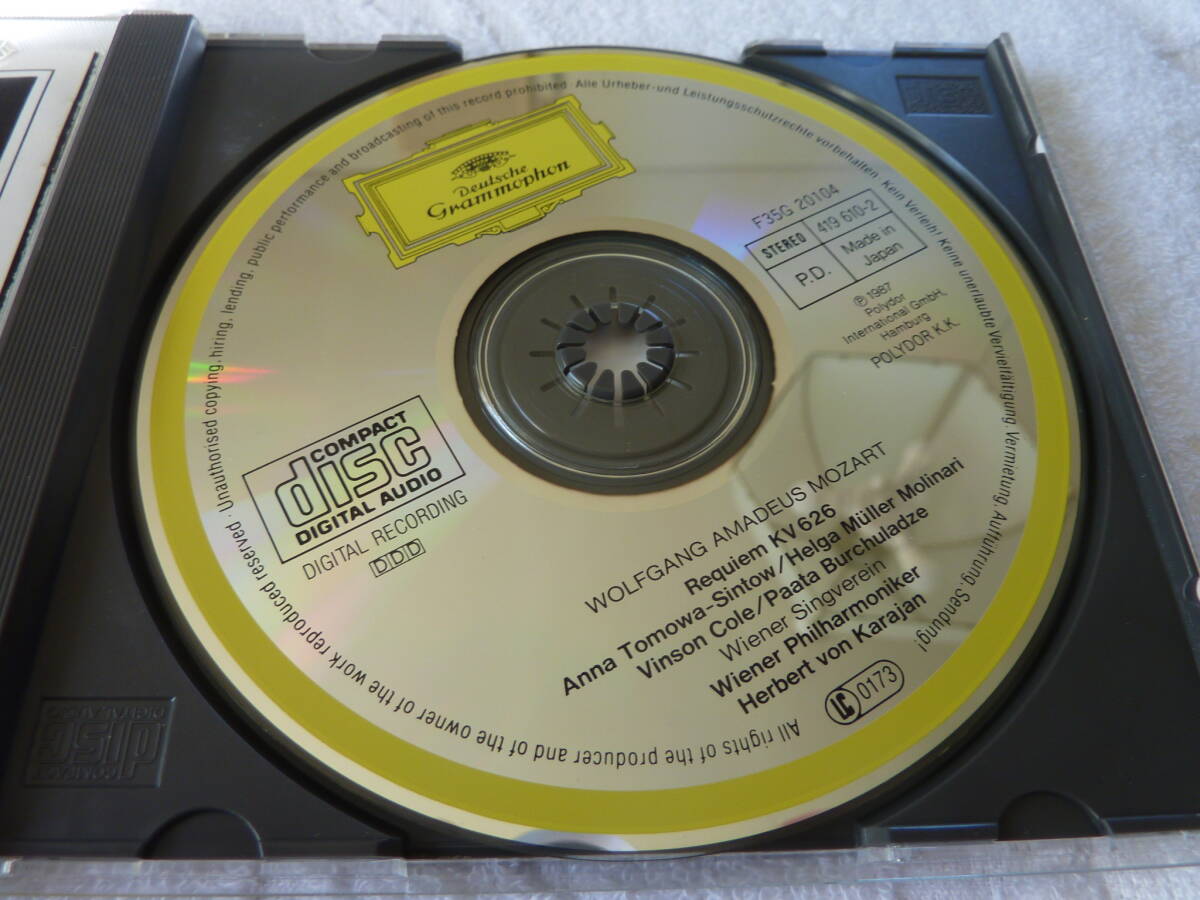 Deutsche
Grammophon
F35G 20104
STEREO
419 610-2
P.D.
Made in
Japan
℗ 1987
Polydor
International GmbH,
Hamburg
POLYDOR K.K.
COMPACT
disc
DIGITAL AUDIO
DIGITAL RECORDING
DDD
WOLFGANG AMADEUS MOZART
Requiem KV 626
Anna Tomowa-Sintow/Helga Müller Molinari
Vinson Cole/Paata Burchuladze
Wiener Singverein
Wiener Philharmoniker
Herbert von Karajan
LC 0173
All rights of the producer and of the owner of the work reproduced reserved · Unauthorised copying, hiring, lending, public performance and broadcasting of this record prohibited · Alle Urheber- und Leistungsschutzrechte vorbehalten. Kein Verleih! Keine unerlaubte Vervielfältigung, Vermietung, Aufführung, Sendung!
COMPACT
disc
DIGITAL AUDIO